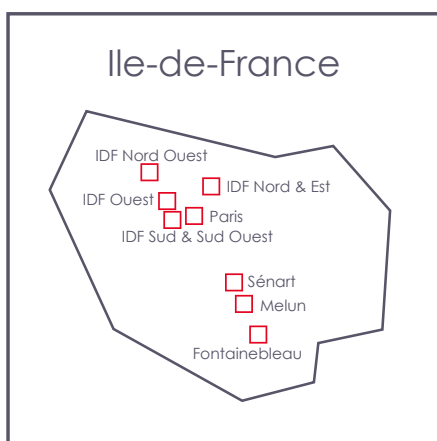 Ile-de-France
IDF Nord Ouest
IDF Nord & Est
IDF Ouest
Paris
IDF Sud & Sud Ouest
Sénart
Melun
Fontainebleau